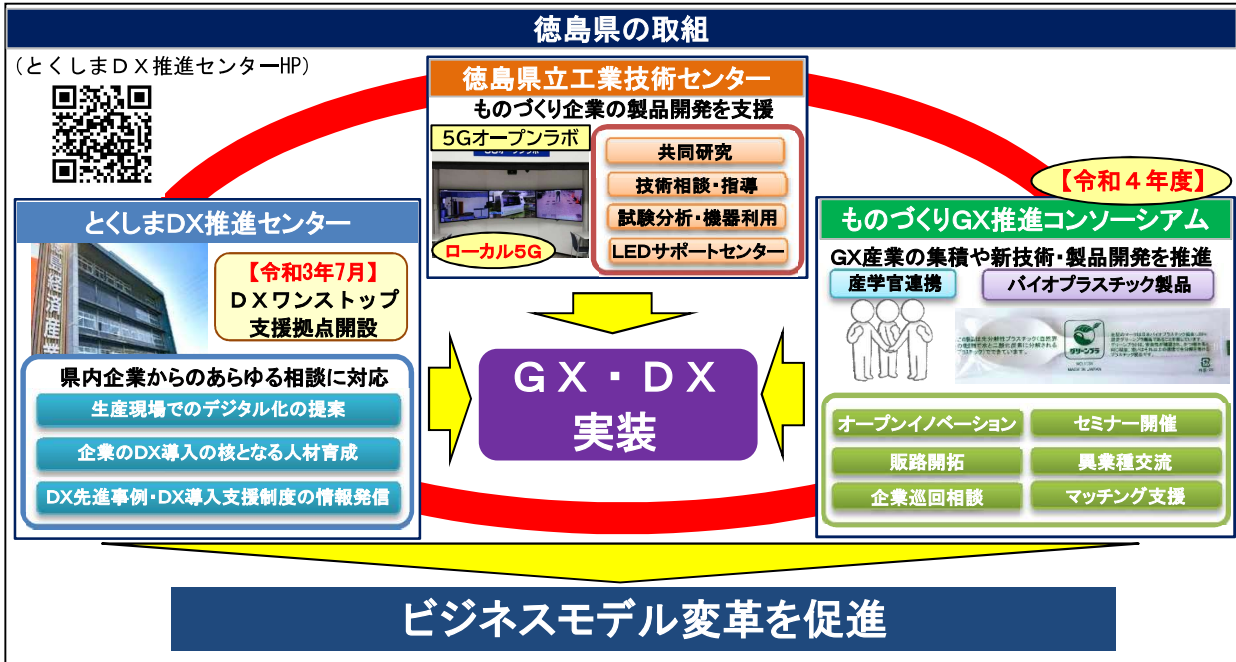 徳島県の取組
(とくしまDX推進センターHP)
徳島県立工業技術センター
ものづくり企業の製品開発を支援
5Gオープンラボ
ローカル5G
共同研究
技術相談・指導
試験分析・機器利用
LEDサポートセンター
とくしまDX推進センター
【令和3年7月】
DXワンストップ
支援拠点開設
県内企業からのあらゆる相談に対応
生産現場でのデジタル化の提案
企業のDX導入の核となる人材育成
DX先進事例・DX導入支援制度の情報発信
GX・DX
実装
【令和4年度】
ものづくりGX推進コンソーシアム
GX産業の集積や新技術・製品開発を推進
産学官連携
バイオプラスチック製品
グリーンプラ
MADE IN JAPAN
オープンイノベーション
セミナー開催
販路開拓
異業種交流
企業巡回相談
マッチング支援
ビジネスモデル変革を促進